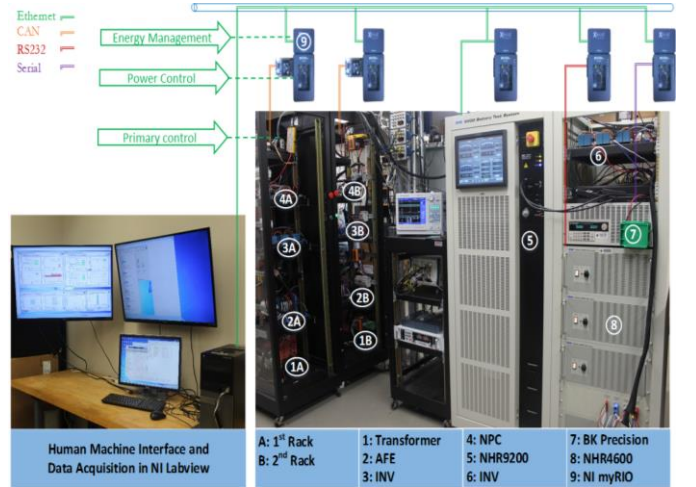 Ethernet
CAN
RS232
Serial
Energy Management
Power Control
Primary control
9
6
4A
4B
3A
3B
5
7
2A
2B
8
1A
1B
Human Machine Interface and
Data Acquisition in NI Labview
A: 1st Rack
B: 2nd Rack
1: Transformer
2: AFE
3: INV
4: NPC
5: NHR9200
6: INV
7: BK Precision
8: NHR4600
9: NI myRIO